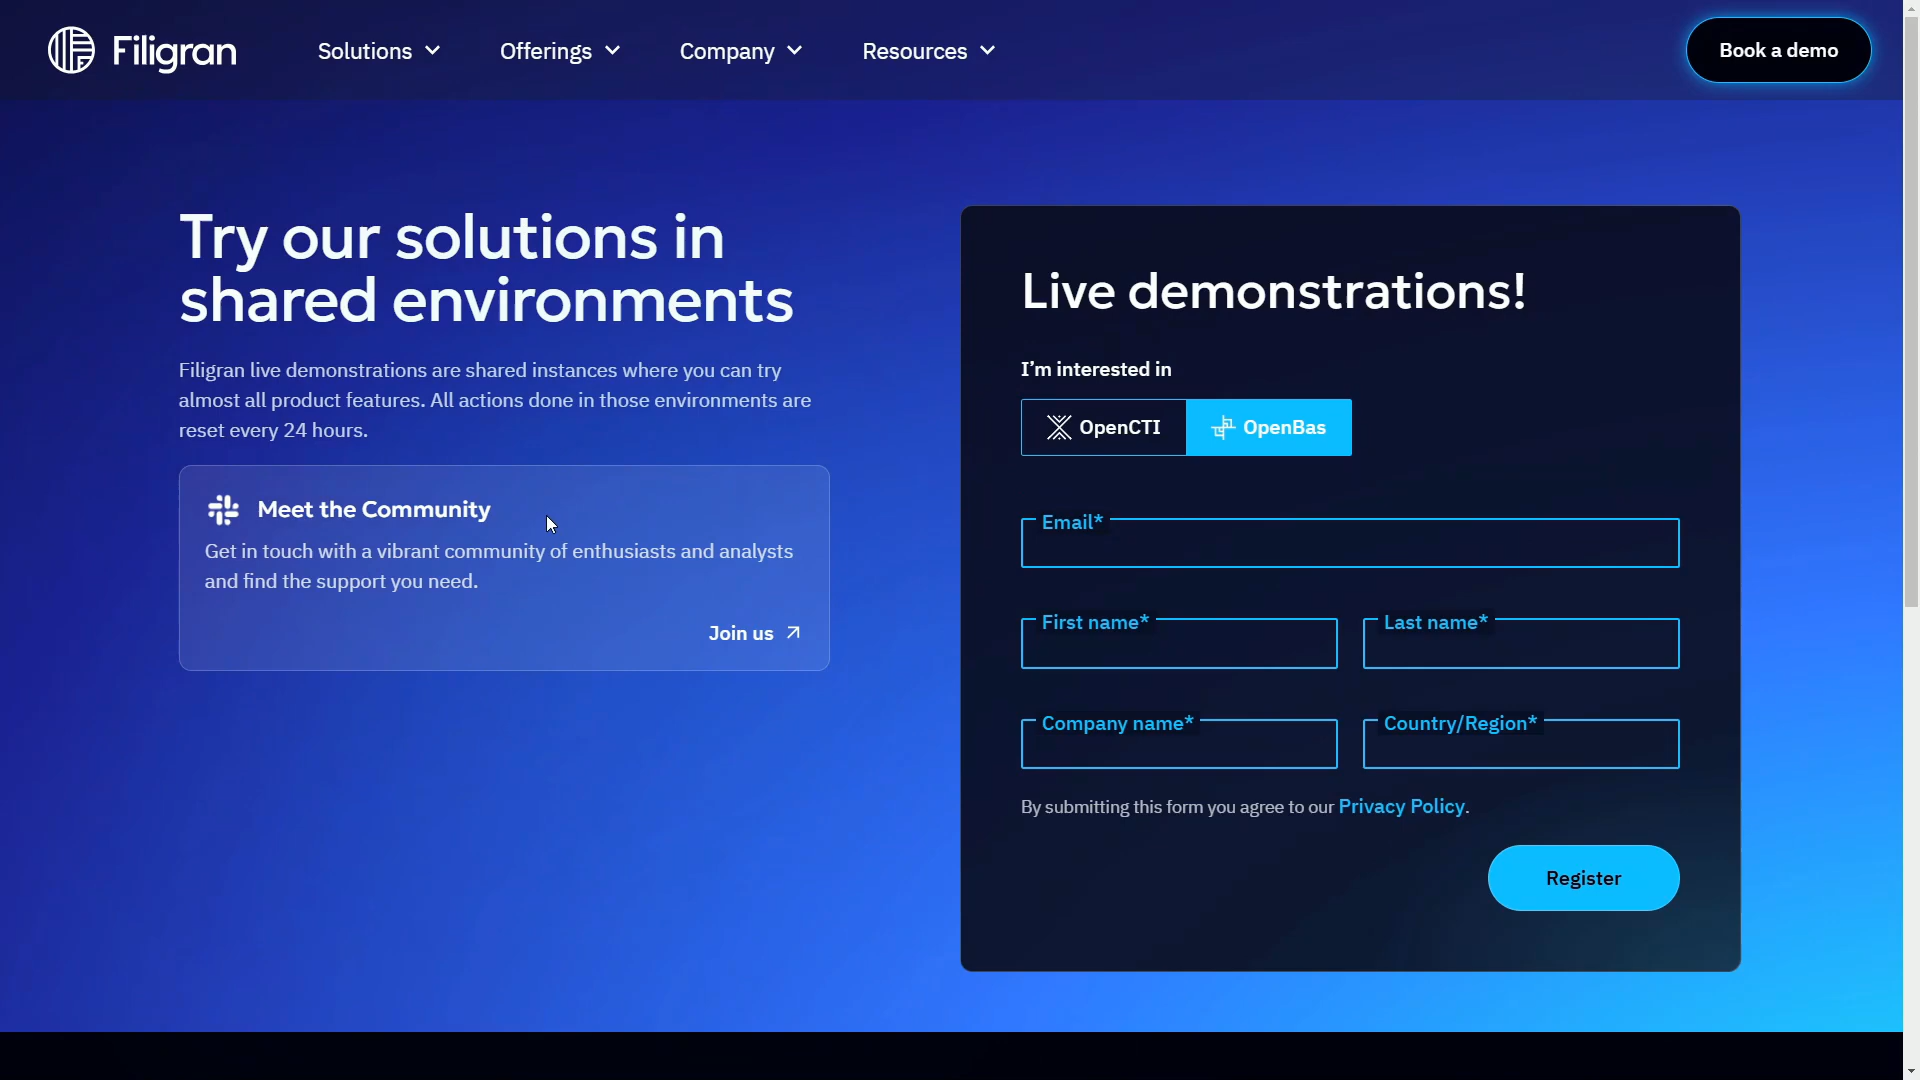 Filigran
Solutions
Offerings
Company
Resources
Book a demo
Try our solutions in
shared environments
Filigran live demonstrations are shared instances where you can try
almost all product features. All actions done in those environments are
reset every 24 hours.
Meet the Community
Get in touch with a vibrant community of enthusiasts and analysts
and find the support you need.
Join us
Live demonstrations!
I'm interested in
OpenCTI
OpenBas
Email*
First name*
Last name*
Company name*
Country/Region*
By submitting this form you agree to our Privacy Policy.
Register